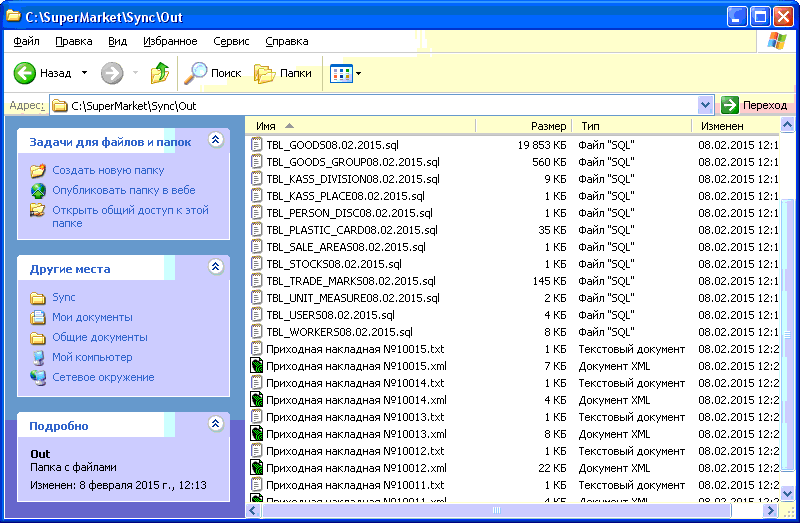 C:\SuperMarket\Sync\Out
Файл Правка Вид Избранное Сервис Справка
Назад Поиск Папки
Адрес: C:\SuperMarket\Sync\Out Переход
Задачи для файлов и папок
Создать новую папку
Опубликовать папку в вебе
Открыть общий доступ к этой
папке
Другие места
Sync
Мои документы
Общие документы
Мой компьютер
Сетевое окружение
Подробно
Out
Папка с файлами
Изменен: 8 февраля 2015 г., 12:13
Имя Размер Тип Изменен
TBL_GOODS08.02.2015.sql 19 853 КБ Файл "SQL" 08.02.2015 12:1
TBL_GOODS_GROUP08.02.2015.sql 560 КБ Файл "SQL" 08.02.2015 12:1
TBL_KASS_DIVISION08.02.2015.sql 9 КБ Файл "SQL" 08.02.2015 12:1
TBL_KASS_PLACE08.02.2015.sql 1 КБ Файл "SQL" 08.02.2015 12:1
TBL_PERSON_DISC08.02.2015.sql 1 КБ Файл "SQL" 08.02.2015 12:1
TBL_PLASTIC_CARD08.02.2015.sql 35 КБ Файл "SQL" 08.02.2015 12:1
TBL_SALE_AREAS08.02.2015.sql 1 КБ Файл "SQL" 08.02.2015 12:1
TBL_STOCKS08.02.2015.sql 1 КБ Файл "SQL" 08.02.2015 12:1
TBL_TRADE_MARKS08.02.2015.sql 145 КБ Файл "SQL" 08.02.2015 12:1
TBL_UNIT_MEASURE08.02.2015.sql 2 КБ Файл "SQL" 08.02.2015 12:1
TBL_USERS08.02.2015.sql 4 КБ Файл "SQL" 08.02.2015 12:1
TBL_WORKERS08.02.2015.sql 8 КБ Файл "SQL" 08.02.2015 12:1
Приходная накладная №10015.txt 1 КБ Текстовый документ 08.02.2015 12:2
Приходная накладная №10015.xml 7 КБ Документ XML 08.02.2015 12:2
Приходная накладная №10014.txt 1 КБ Текстовый документ 08.02.2015 12:2
Приходная накладная №10014.xml 4 КБ Документ XML 08.02.2015 12:2
Приходная накладная №10013.txt 1 КБ Текстовый документ 08.02.2015 12:2
Приходная накладная №10013.xml 8 КБ Документ XML 08.02.2015 12:2
Приходная накладная №10012.txt 1 КБ Текстовый документ 08.02.2015 12:2
Приходная накладная №10012.xml 22 КБ Документ XML 08.02.2015 12:2
Приходная накладная №10011.txt 1 КБ Текстовый документ 08.02.2015 12:2
Приходная накладная №10011.xml 4 КБ Документ XML 08.02.2015 12:2